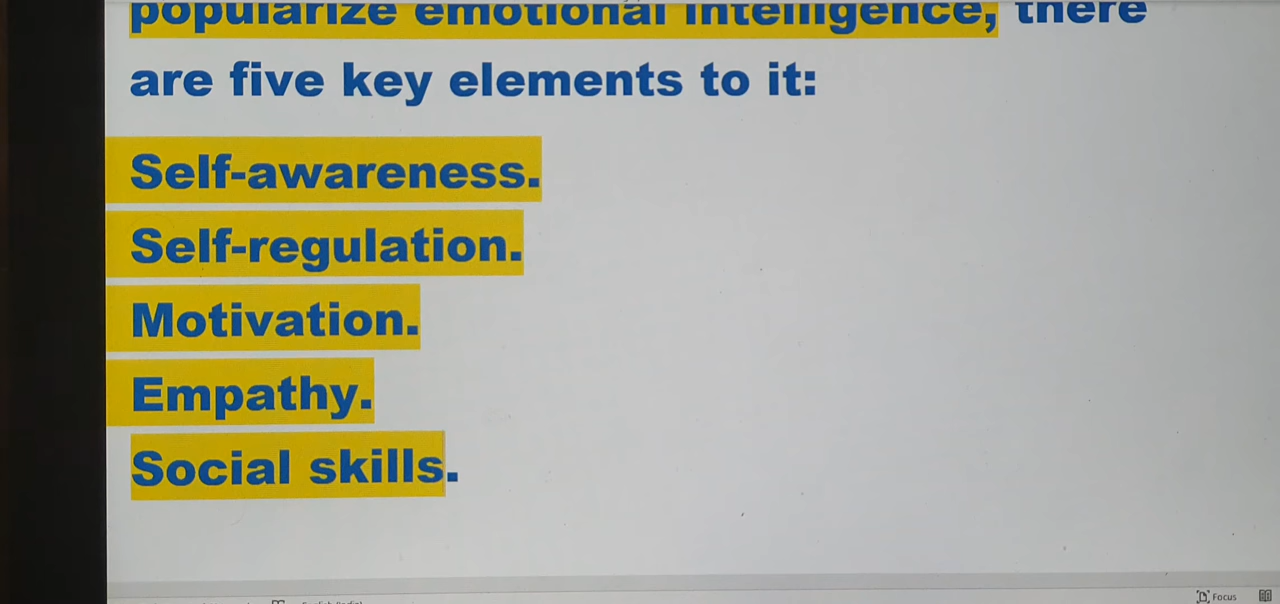 popularize emotional intelligence, there
are five key elements to it:
Self-awareness.
Self-regulation.
Motivation.
Empathy.
Social skills.
Focus